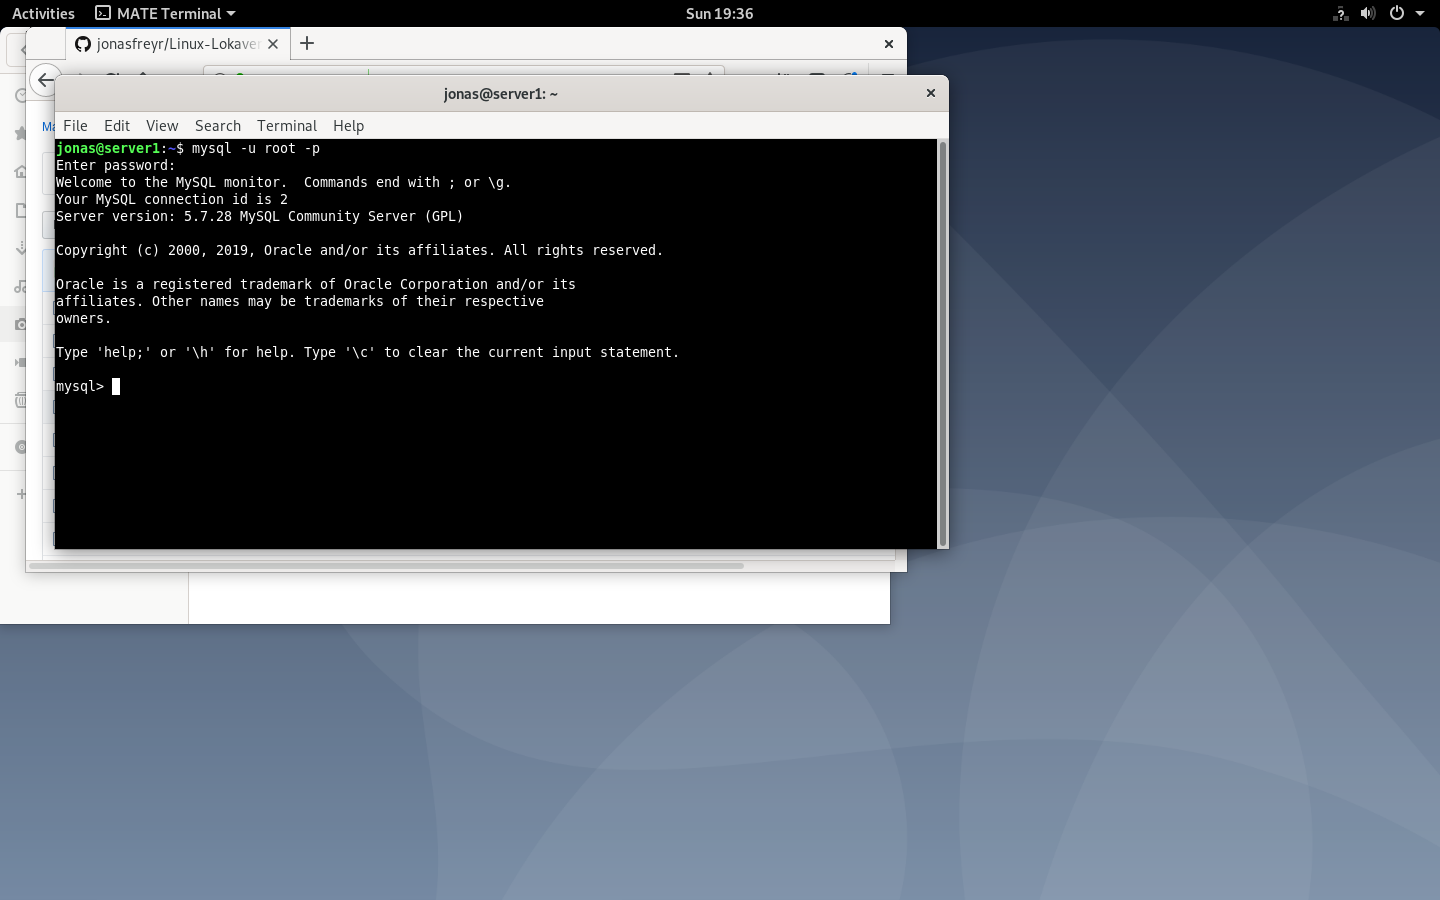 Activities MATE Terminal Sun 19:36
jonasfreyr/Linux-Lokaver
jonas@server1: ~
File Edit View Search Terminal Help
jonas@server1:~$ mysql -u root -p
Enter password:
Welcome to the MySQL monitor.  Commands end with ; or \g.
Your MySQL connection id is 2
Server version: 5.7.28 MySQL Community Server (GPL)
Copyright (c) 2000, 2019, Oracle and/or its affiliates. All rights reserved.
Oracle is a registered trademark of Oracle Corporation and/or its
affiliates. Other names may be trademarks of their respective
owners.
Type 'help;' or '\h' for help. Type '\c' to clear the current input statement.
mysql>